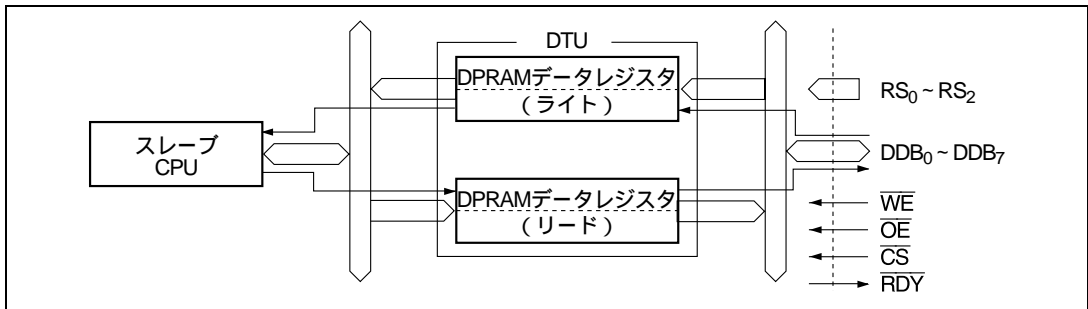 DTU
DPRAMデータレジスタ
(ライト)
RS0 ~ RS2
スレーブ
CPU
DDB0 ~ DDB7
DPRAMデータレジスタ
(リード)
WE
OE
CS
RDY